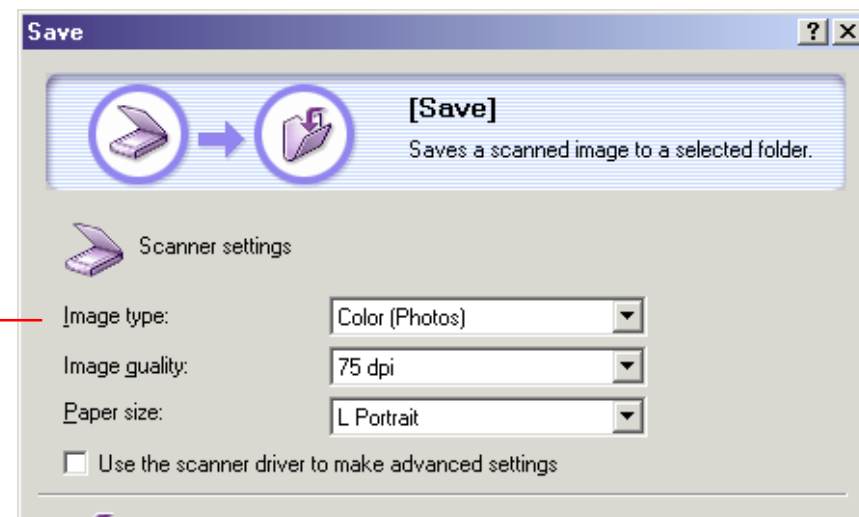 Save
[Save]
Saves a scanned image to a selected folder.
Scanner settings
Image type: Color (Photos)
Image quality: 75 dpi
Paper size: L Portrait
Use the scanner driver to make advanced settings